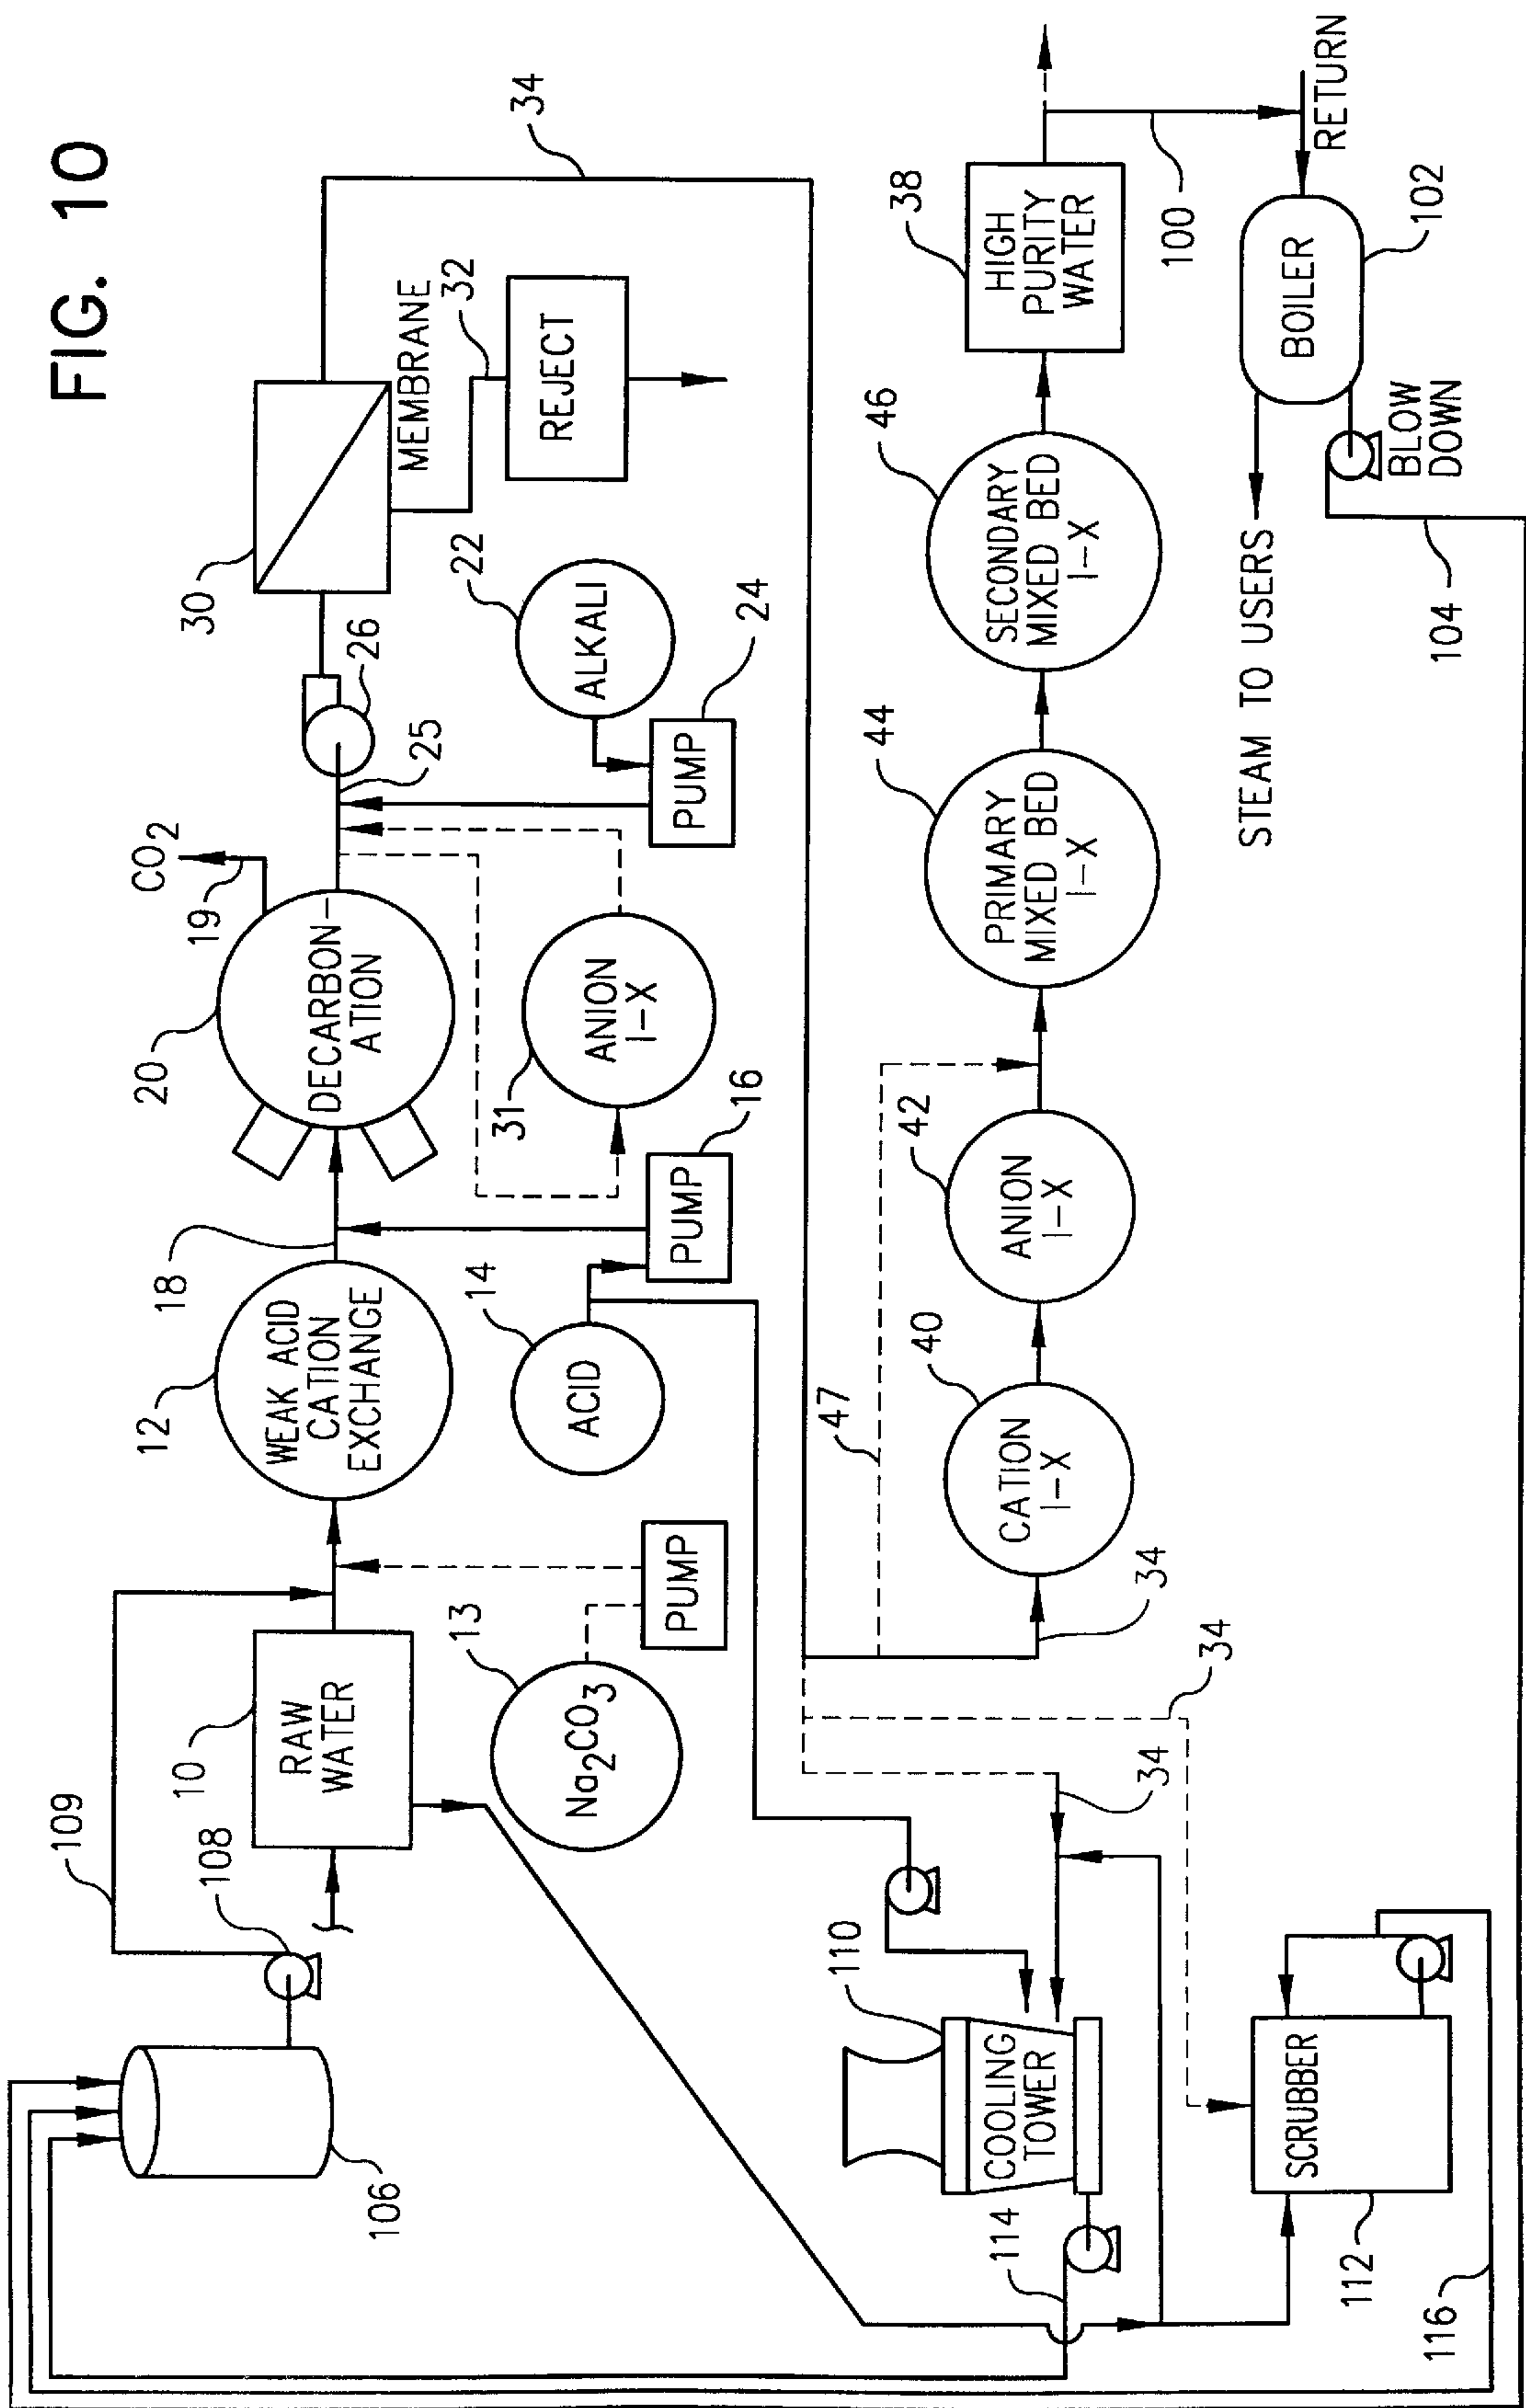 FIG. 10
109
108
106
10
RAW
WATER
13
Na2CO3
PUMP
12
WEAK ACID
CATION
EXCHANGE
18
14
ACID
16
PUMP
20
DECARBON-
ATION
19
CO2
31
ANION
I-X
25
26
22
ALKALI
24
PUMP
30
MEMBRANE
32
REJECT
34
47
34
34
34
40
CATION
I-X
42
ANION
I-X
44
PRIMARY
MIXED BED
I-X
46
SECONDARY
MIXED BED
I-X
38
HIGH
PURITY
WATER
100
RETURN
BOILER
102
BLOW
DOWN
STEAM TO USERS
104
110
COOLING
TOWER
114
SCRUBBER
112
116